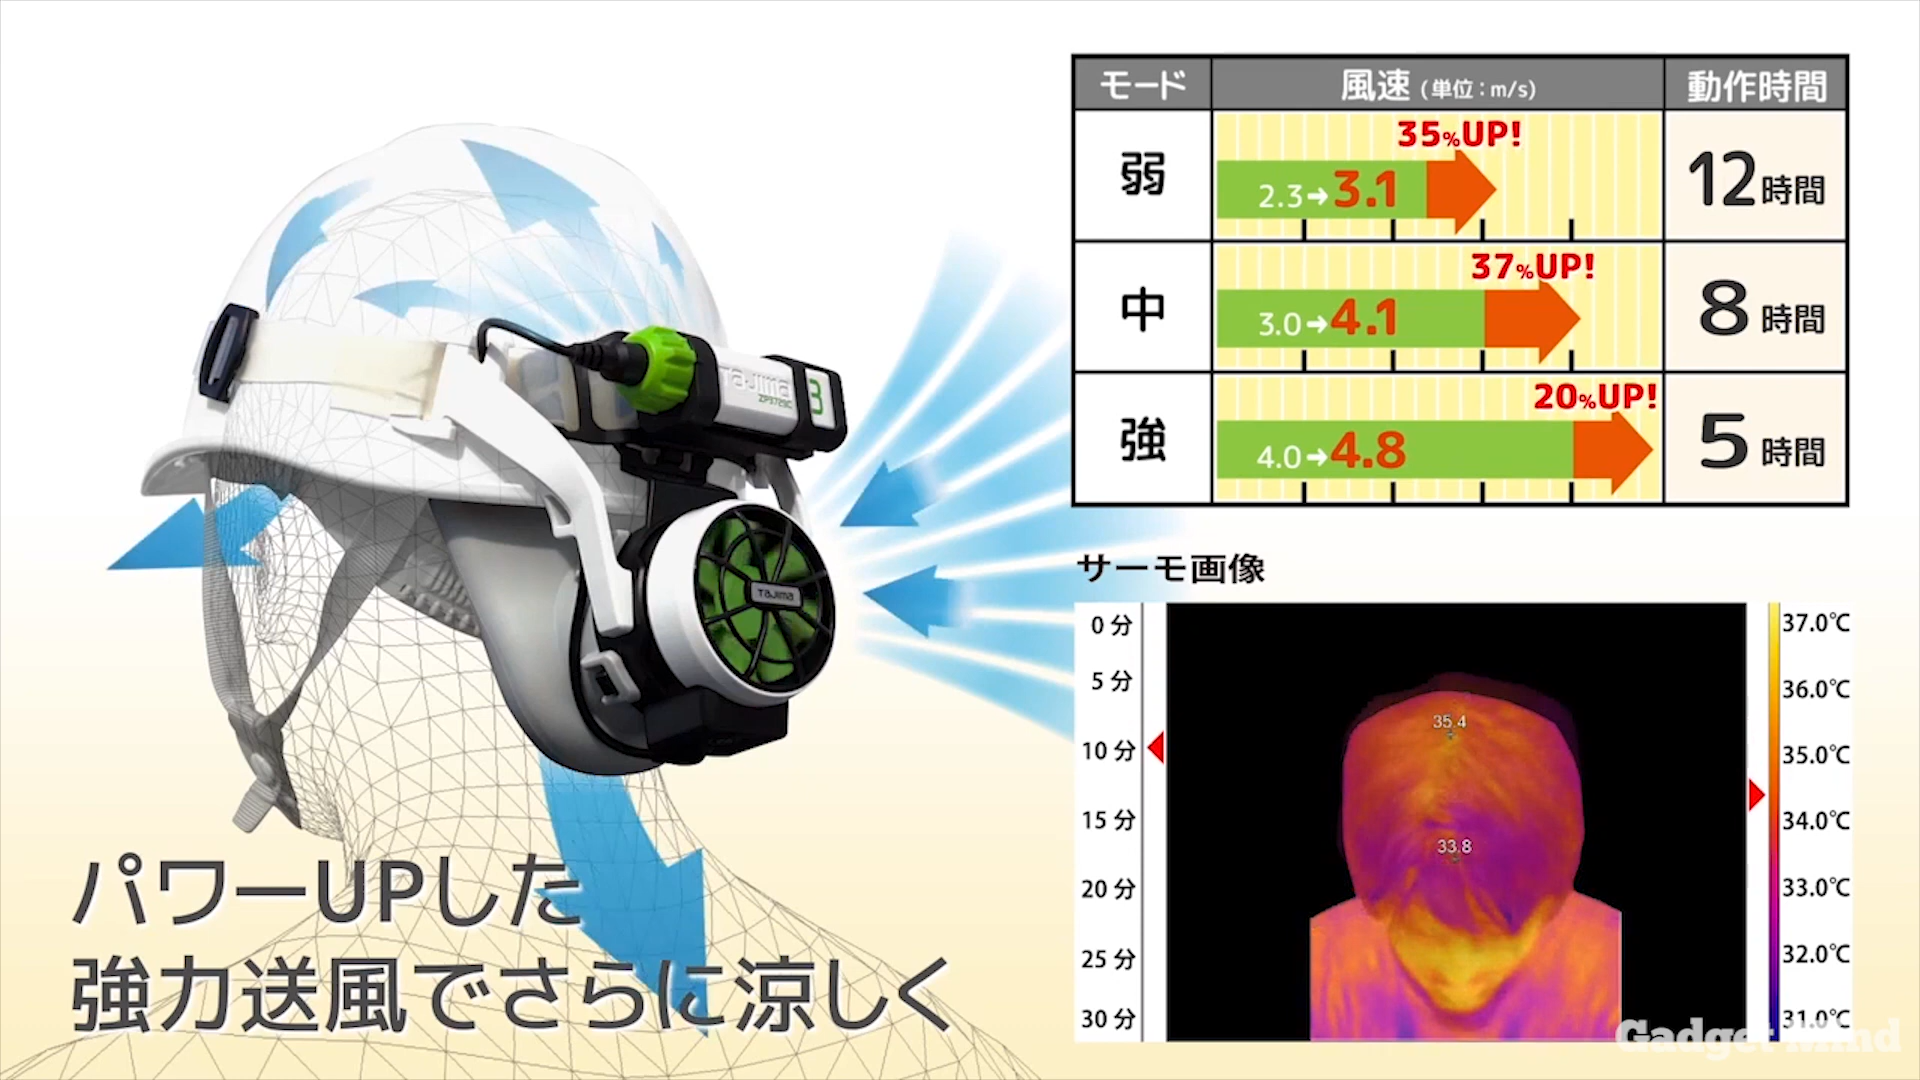 モード 風速 (単位:m/s) 動作時間
35%UP!
弱 2.3→3.1 12時間
37%UP!
中 3.0→4.1 8時間
20%UP!
強 4.0→4.8 5時間
TAJIMA
3
TAJIMA
サーモ画像
0分
5分
10分
15分
20分
25分
30分
35.4
33.8
37.0℃
36.0℃
35.0℃
34.0℃
33.0℃
32.0℃
31.0℃
パワーUPした
強力送風でさらに涼しく
Gadget Mind